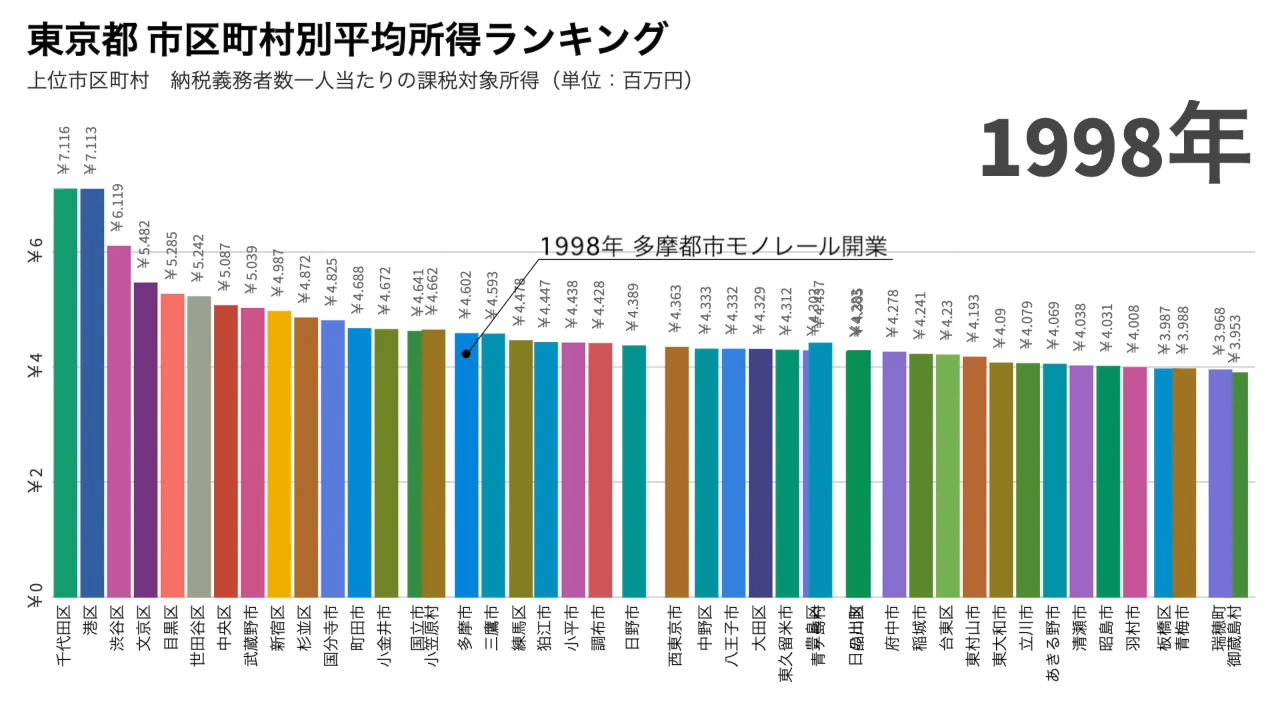 東京都 市区町村別平均所得ランキング
上位市区町村　納税義務者数一人当たりの課税対象所得（単位：百万円）
1998年
1998年 多摩都市モノレール開業
¥6
¥4
¥2
¥0
¥7.116
¥7.113
¥6.119
¥5.482
¥5.285
¥5.242
¥5.087
¥5.039
¥4.987
¥4.872
¥4.825
¥4.688
¥4.672
¥4.641
¥4.662
¥4.602
¥4.593
¥4.478
¥4.447
¥4.438
¥4.428
¥4.389
¥4.363
¥4.333
¥4.332
¥4.329
¥4.312
¥4.278
¥4.241
¥4.23
¥4.193
¥4.09
¥4.079
¥4.069
¥4.038
¥4.031
¥4.008
¥3.987
¥3.988
¥3.968
¥3.953
千代田区
港区
渋谷区
文京区
目黒区
世田谷区
中央区
武蔵野市
新宿区
杉並区
国分寺市
町田市
小金井市
国立市
小笠原村
多摩市
三鷹市
練馬区
狛江市
小平市
調布市
日野市
西東京市
中野区
八王子市
大田区
東久留米市
府中市
稲城市
台東区
東村山市
東大和市
立川市
あきる野市
清瀬市
昭島市
羽村市
板橋区
青梅市
瑞穂町
御蔵島村